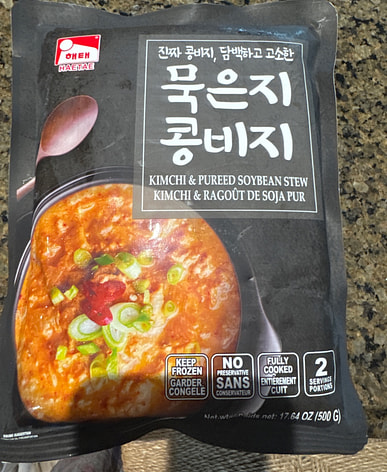 해태
HAETAE
진짜 콩비지, 담백하고 고소한
묵은지
콩비지
KIMCHI & PUREED SOYBEAN STEW
KIMCHI & RAGOÛT DE SOJA PUR
KEEP
FROZEN
GARDER
CONGELÉ
NO
PRESERVATIVE
SANS
CONSERVATEUR
FULLY
COOKED
ENTIÈREMENT
CUIT
2
SERVINGS
PORTIONS
net: 17.64 OZ (500 G)